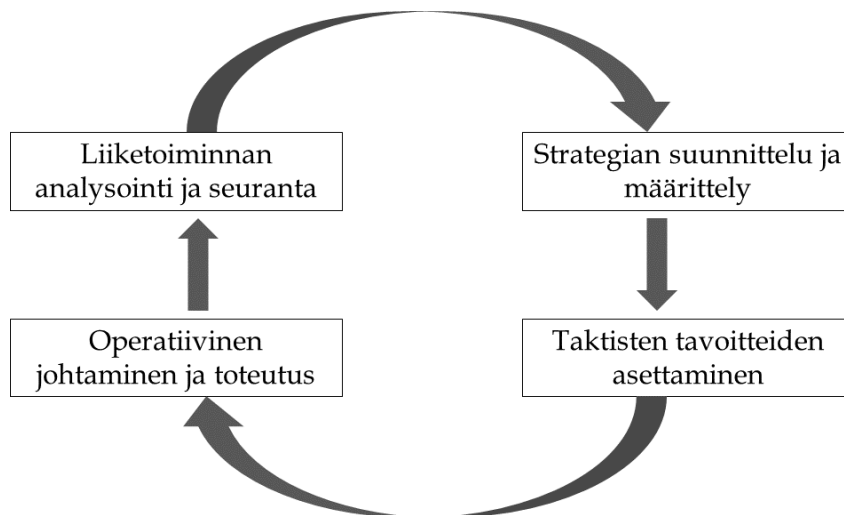 Liiketoiminnan
analysointi ja seuranta
Strategian suunnittelu ja
määrittely
Operatiivinen
johtaminen ja toteutus
Taktisten tavoitteiden
asettaminen